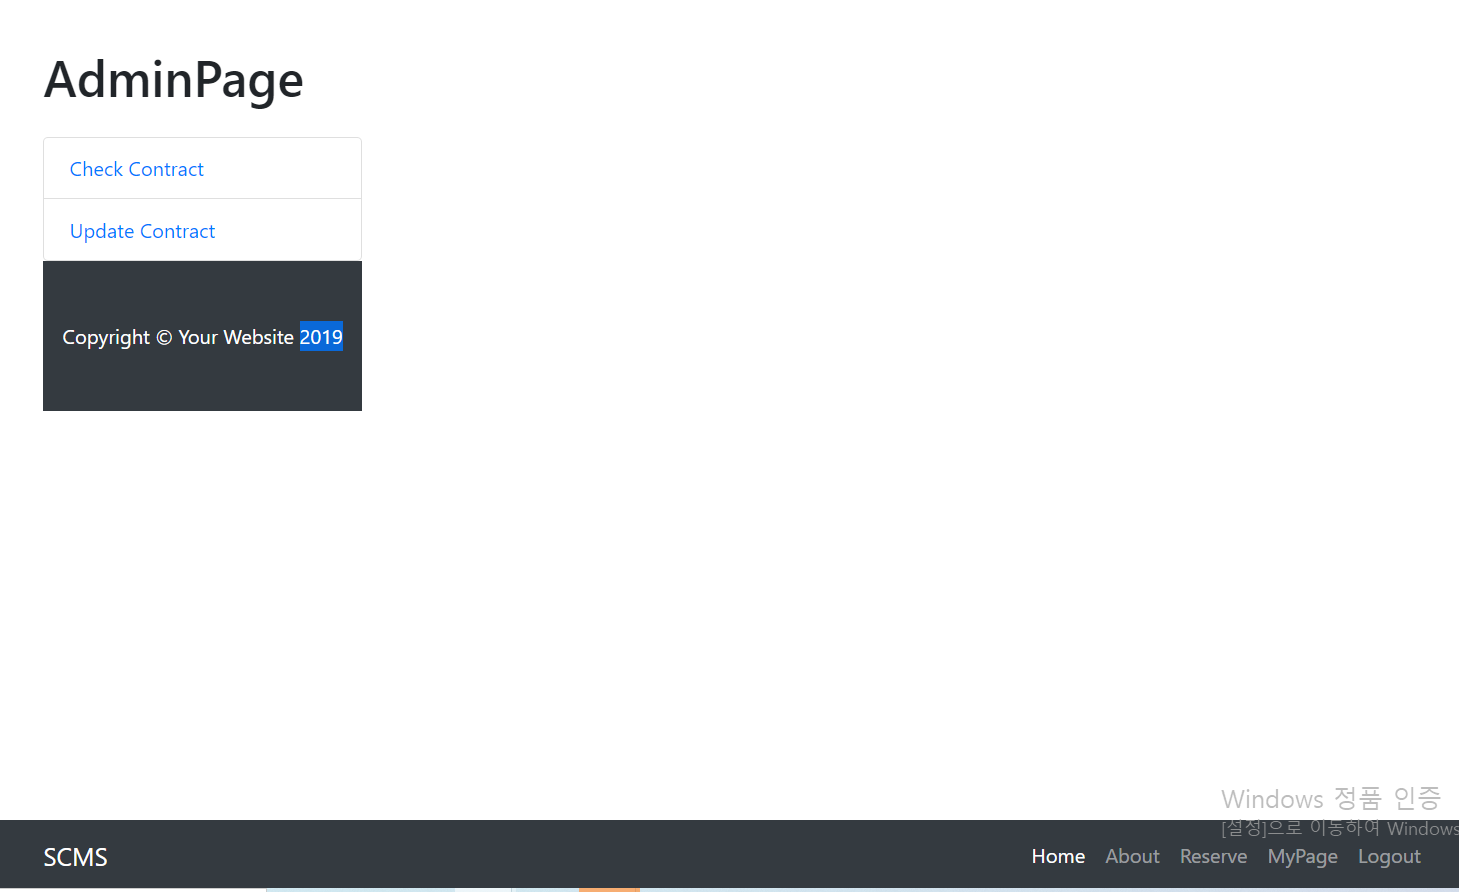 AdminPage
Check Contract
Update Contract
Copyright © Your Website 2019
Windows 정품 인증
[설정]으로 이동하여 Windows
SCMS
Home About Reserve MyPage Logout